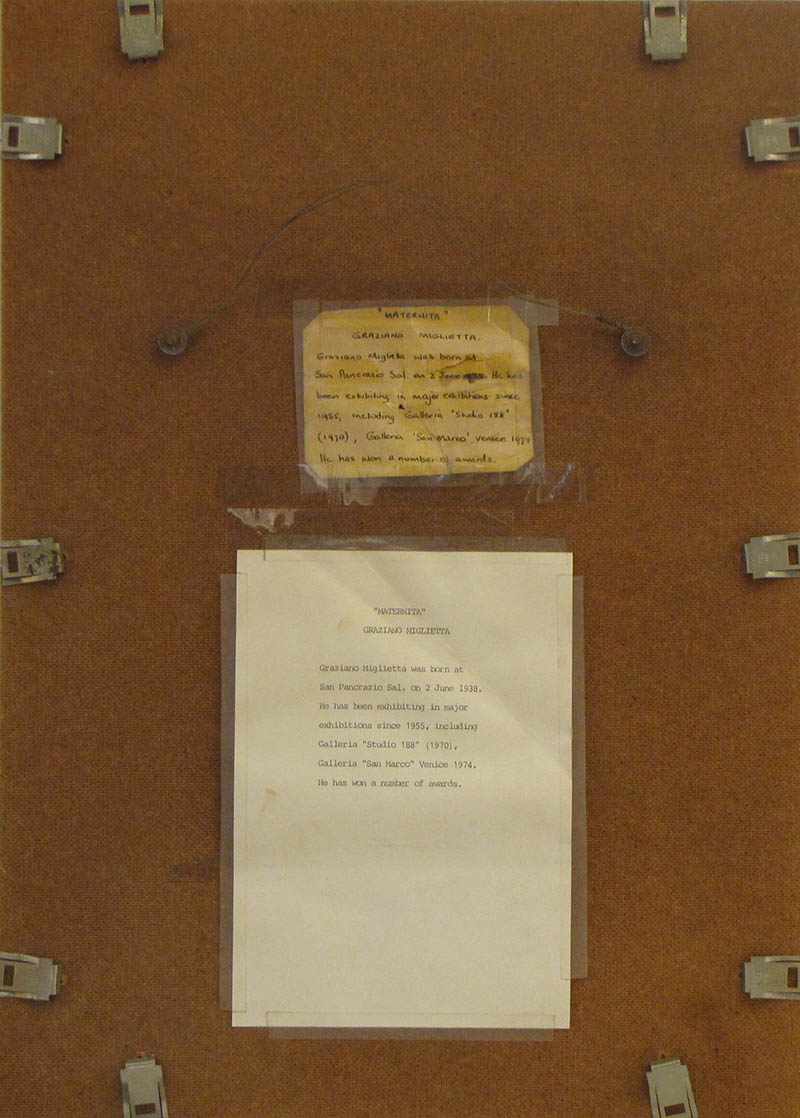 'MATERNITA'
GRAZIANO MIGLIETTA.
Graziano Miglietta was born at
San Pancrazio Sal. on 2 June He has
been exhibiting in major exhibitions since
1955, including Galleria 'Studio 188'
(1970), Galleria 'San Marco' Venice 1974
He has won a number of awards.
"MATERNITA"
GRAZIANO MIGLIETTA
Graziano Miglietta was born at
San Pancrazio Sal. on 2 June 1938.
He has been exhibiting in major
exhibitions since 1955, including
Galleria "Studio 188" (1970),
Galleria "San Marco" Venice 1974.
He has won a number of awards.